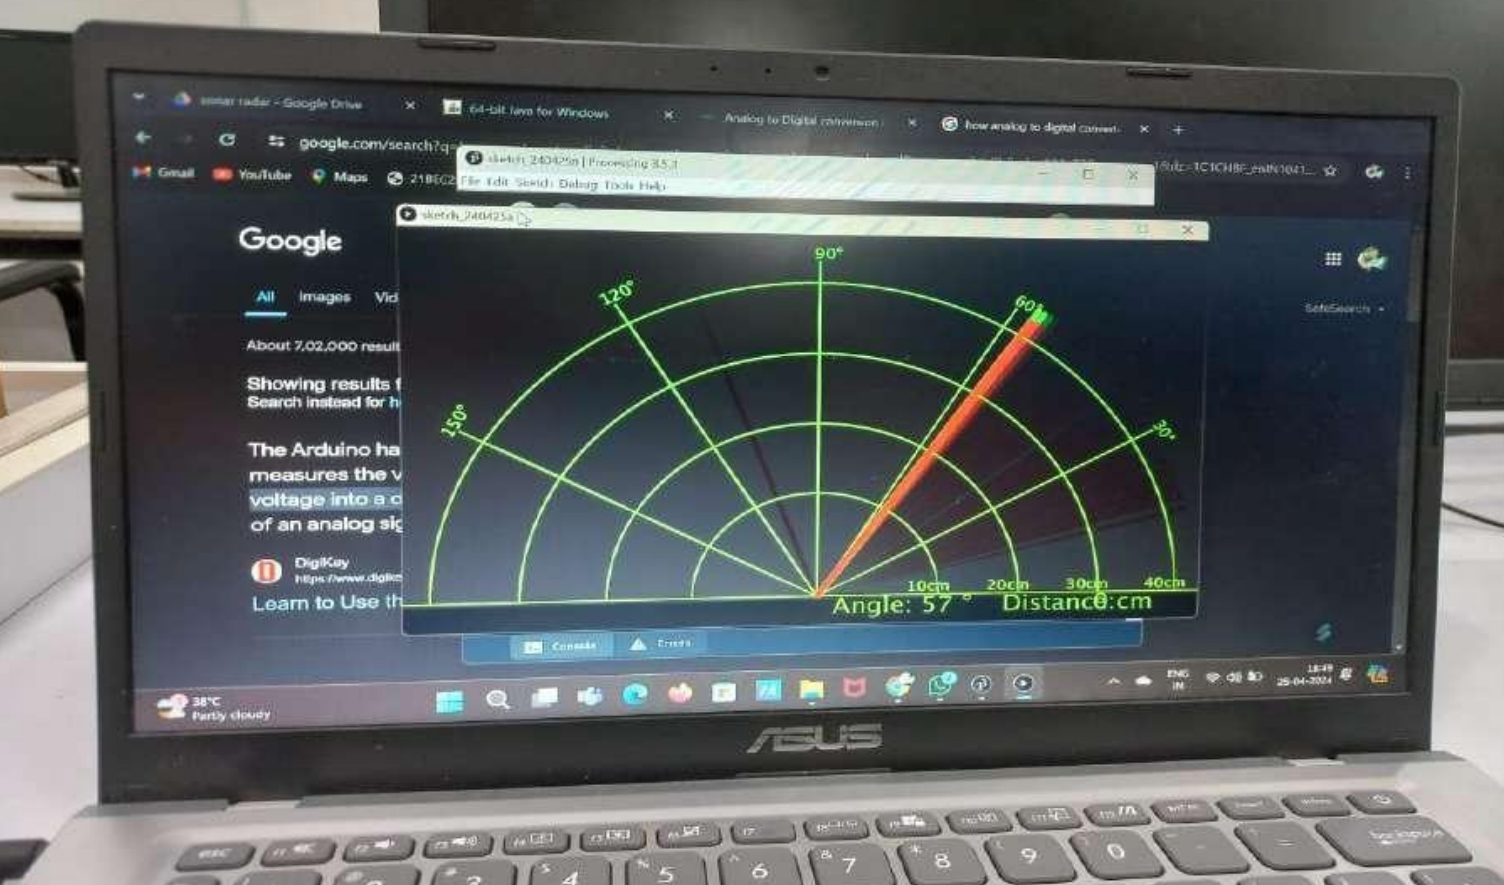 sonar radar - Google Drive
64-bit Java for Windows
Analog to Digital conversion
how analog to digital convert
google.com/search?q=
Gmail
YouTube
Maps
21BEC2
sketch_240425a | Processing 3.5.3
File Edit Sketch Debug Tools Help
sketch_240425a
Google
All
Images
Vid
SafeSearch
About 7,02,000 result
Showing results f
Search instead for h
The Arduino ha
measures the v
voltage into a d
of an analog sig
DigiKey
https://www.digike
Learn to Use th
150°
120°
90°
60°
30°
10cm
20cm
30cm
40cm
Angle: 57 °
Distance:
cm
Console
Errors
38°C
Partly cloudy
ENG
IN
18:49
25-04-2024
ASUS
esc
backspace
4
5
6
7
8
9
0